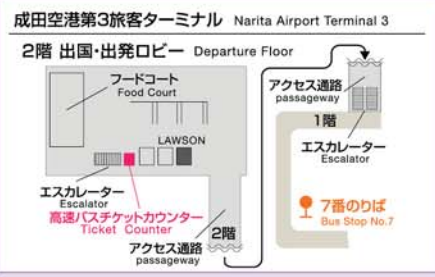 成田空港第3旅客ターミナル Narita Airport Terminal 3
2階 出国・出発ロビー Departure Floor
フードコート
Food Court
LAWSON
エスカレーター
Escalator
高速バスチケットカウンター
Ticket Counter
2階
アクセス通路
passageway
アクセス通路
passageway
1階
エスカレーター
Escalator
7番のりば
Bus Stop No.7